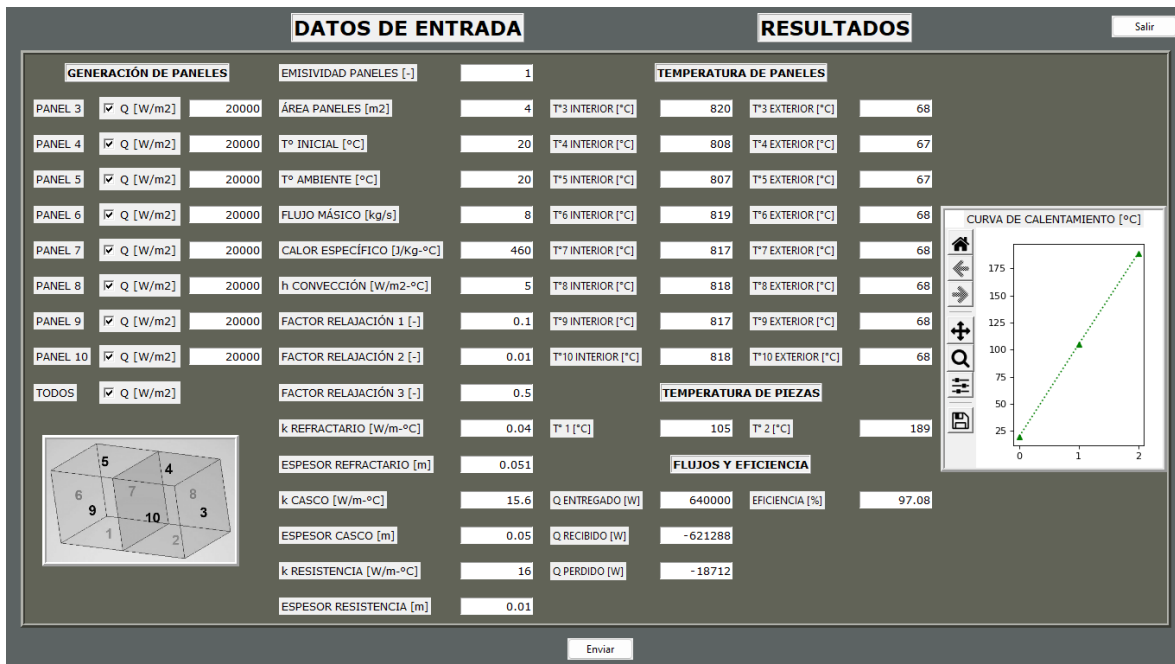 DATOS DE ENTRADA RESULTADOS Salir
GENERACIÓN DE PANELES EMISIVIDAD PANELES [-] 1 TEMPERATURA DE PANELES
PANEL 3 Q [W/m2] 20000 ÁREA PANELES [m2] 4 T°3 INTERIOR [°C] 820 T°3 EXTERIOR [°C] 68
PANEL 4 Q [W/m2] 20000 Tº INICIAL [ºC] 20 T°4 INTERIOR [°C] 808 T°4 EXTERIOR [°C] 67
PANEL 5 Q [W/m2] 20000 Tº AMBIENTE [ºC] 20 T°5 INTERIOR [°C] 807 T°5 EXTERIOR [°C] 67
PANEL 6 Q [W/m2] 20000 FLUJO MÁSICO [kg/s] 8 T°6 INTERIOR [°C] 819 T°6 EXTERIOR [°C] 68
PANEL 7 Q [W/m2] 20000 CALOR ESPECÍFICO [J/Kg-ºC] 460 T°7 INTERIOR [°C] 817 T°7 EXTERIOR [°C] 68
PANEL 8 Q [W/m2] 20000 h CONVECCIÓN [W/m2-ºC] 5 T°8 INTERIOR [°C] 818 T°8 EXTERIOR [°C] 68
PANEL 9 Q [W/m2] 20000 FACTOR RELAJACIÓN 1 [-] 0.1 T°9 INTERIOR [°C] 817 T°9 EXTERIOR [°C] 68
PANEL 10 Q [W/m2] 20000 FACTOR RELAJACIÓN 2 [-] 0.01 T°10 INTERIOR [°C] 818 T°10 EXTERIOR [°C] 68
TODOS Q [W/m2] FACTOR RELAJACIÓN 3 [-] 0.5 TEMPERATURA DE PIEZAS
k REFRACTARIO [W/m-ºC] 0.04 T° 1 [°C] 105 T° 2 [°C] 189
ESPESOR REFRACTARIO [m] 0.051 FLUJOS Y EFICIENCIA
k CASCO [W/m-ºC] 15.6 Q ENTREGADO [W] 640000 EFICIENCIA [%] 97.08
ESPESOR CASCO [m] 0.05 Q RECIBIDO [W] -621288
k RESISTENCIA [W/m-ºC] 16 Q PERDIDO [W] -18712
ESPESOR RESISTENCIA [m] 0.01
5 4
6 7 8
9 10 3
1 2
CURVA DE CALENTAMIENTO [ºC]
175
150
125
100
75
50
25
0 1 2
Enviar